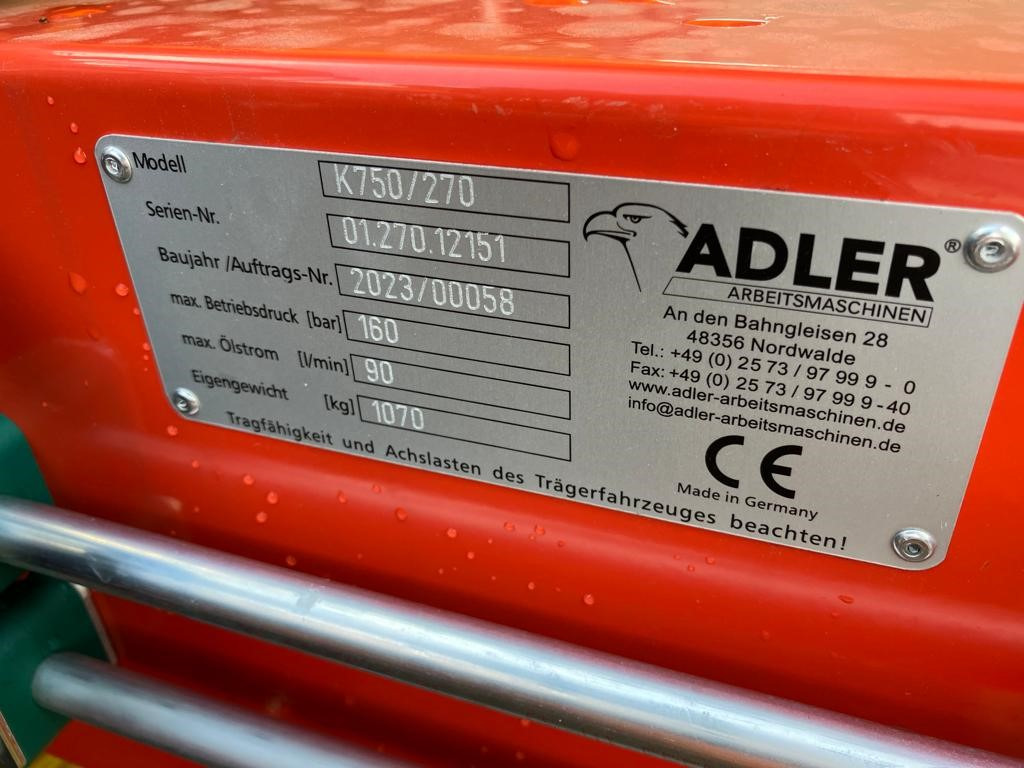 Modell K750/270
Serien-Nr. 01.270.12151
Baujahr /Auftrags-Nr. 2023/00058
max. Betriebsdruck [bar] 160
max. Ölstrom [l/min] 90
Eigengewicht [kg] 1070
Tragfähigkeit und Achslasten des Trägerfahrzeuges beachten!
ADLER®
ARBEITSMASCHINEN
An den Bahngleisen 28
48356 Nordwalde
Tel.: +49 (0) 25 73 / 97 99 9 - 0
Fax: +49 (0) 25 73 / 97 99 9 - 40
www.adler-arbeitsmaschinen.de
info@adler-arbeitsmaschinen.de
CE
Made in Germany